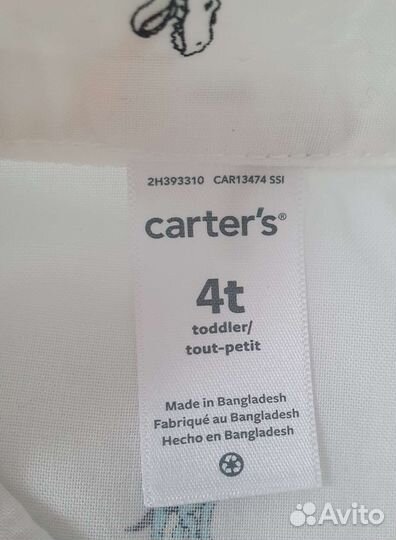 2H393310 CAR13474 SSI
carter's®
4t
toddler/
tout-petit
Made in Bangladesh
Fabriqué au Bangladesh
Hecho en Bangladesh
Avito